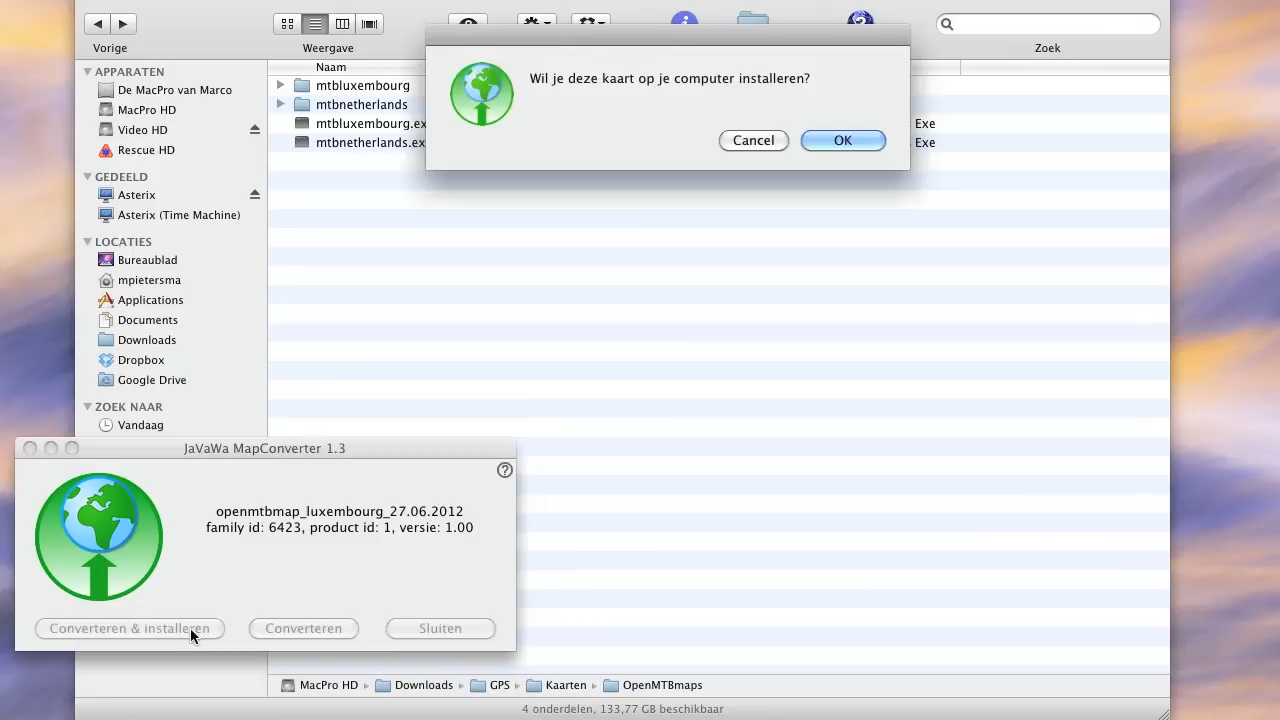 Vorige
Weergave
Zoek
APPARATEN
De MacPro van Marco
MacPro HD
Video HD
Rescue HD
GEDEELD
Asterix
Asterix (Time Machine)
LOCATIES
Bureaublad
mpietersma
Applications
Documents
Downloads
Dropbox
Google Drive
ZOEK NAAR
Vandaag
Naam
mtbluxembourg
mtbnetherlands
mtbluxembourg.ex
Exe
mtbnetherlands.ex
Exe
Wil je deze kaart op je computer installeren?
Cancel
OK
JaVaWa MapConverter 1.3
?
openmtbmap_luxembourg_27.06.2012
family id: 6423, product id: 1, versie: 1.00
Converteren & installeren
Converteren
Sluiten
MacPro HD
Downloads
GPS
Kaarten
OpenMTBmaps
4 onderdelen, 133,77 GB beschikbaar